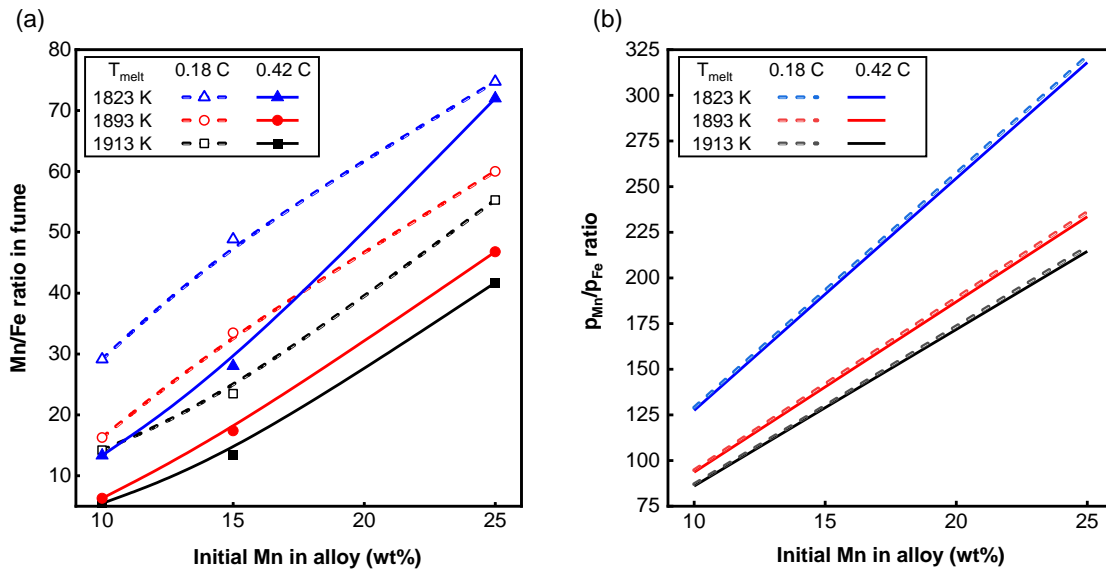 (a)
Mn/Fe ratio in fume
80
70
60
50
40
30
20
10
T_melt 0.18 C 0.42 C
1823 K
1893 K
1913 K
10 15 20 25
Initial Mn in alloy (wt%)
(b)
p_Mn/p_Fe ratio
325
300
275
250
225
200
175
150
125
100
75
T_melt 0.18 C 0.42 C
1823 K
1893 K
1913 K
10 15 20 25
Initial Mn in alloy (wt%)